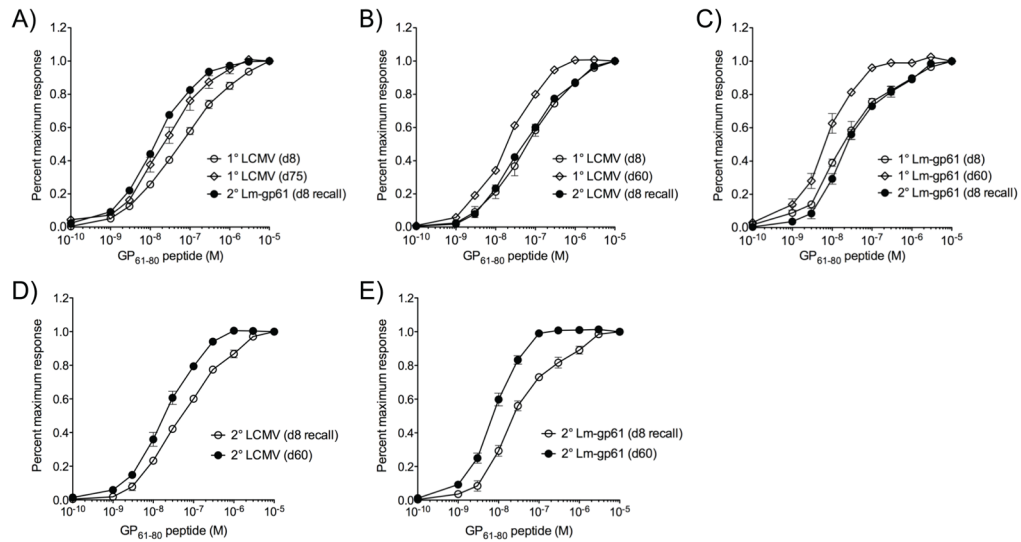 A)
Percent maximum response
1.2
1.0
0.8
0.6
0.4
0.2
0.0
10-10 10-9 10-8 10-7 10-6 10-5
GP61-80 peptide (M)
1° LCMV (d8)
1° LCMV (d75)
2° Lm-gp61 (d8 recall)
B)
Percent maximum response
1.2
1.0
0.8
0.6
0.4
0.2
0.0
10-10 10-9 10-8 10-7 10-6 10-5
GP61-80 peptide (M)
1° LCMV (d8)
1° LCMV (d60)
2° LCMV (d8 recall)
C)
Percent maximum response
1.2
1.0
0.8
0.6
0.4
0.2
0.0
10-10 10-9 10-8 10-7 10-6 10-5
GP61-80 peptide (M)
1° Lm-gp61 (d8)
1° Lm-gp61 (d60)
2° Lm-gp61 (d8 recall)
D)
Percent maximum response
1.2
1.0
0.8
0.6
0.4
0.2
0.0
10-10 10-9 10-8 10-7 10-6 10-5
GP61-80 peptide (M)
2° LCMV (d8 recall)
2° LCMV (d60)
E)
Percent maximum response
1.2
1.0
0.8
0.6
0.4
0.2
0.0
10-10 10-9 10-8 10-7 10-6 10-5
GP61-80 peptide (M)
2° Lm-gp61 (d8 recall)
2° Lm-gp61 (d60)